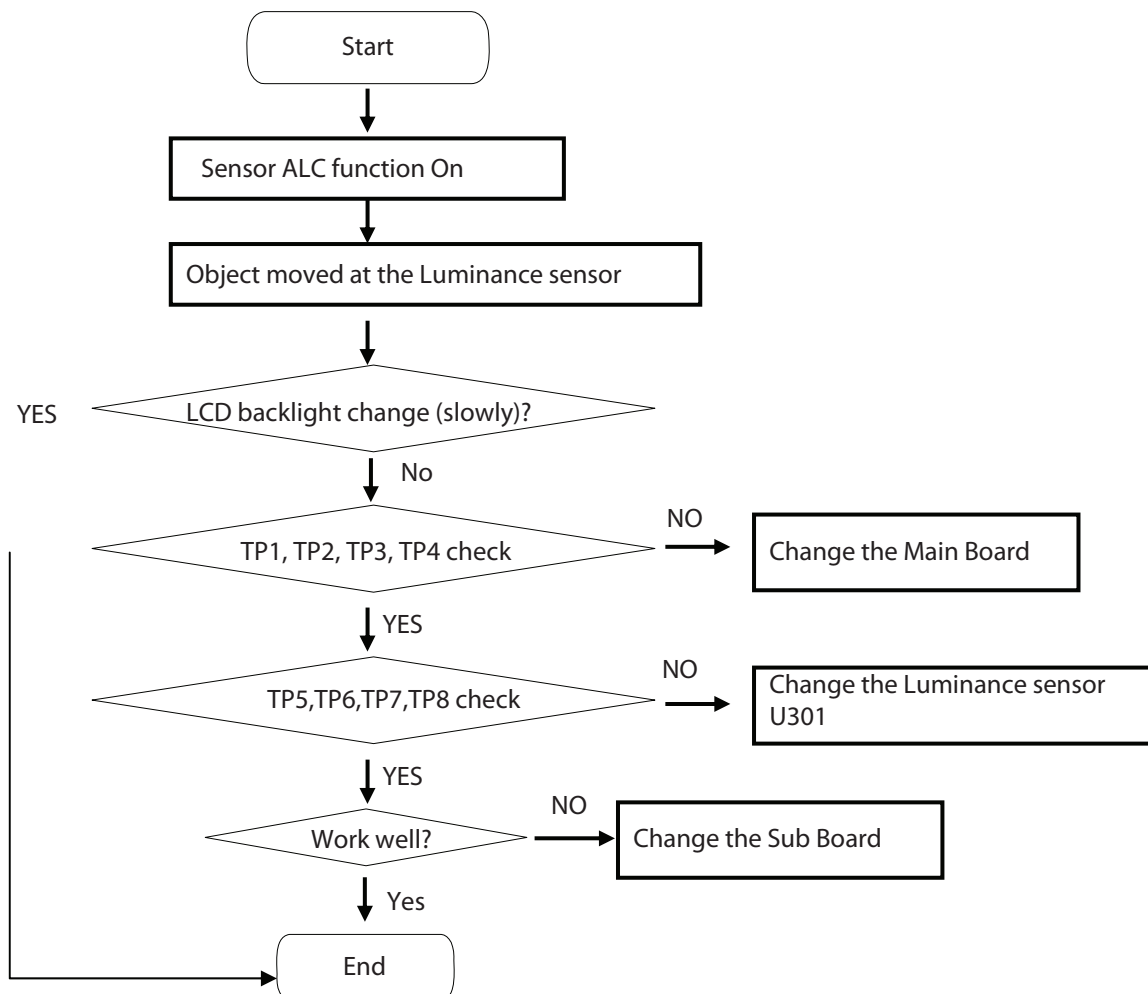 Start
Sensor ALC function On
Object moved at the Luminance sensor
YES
LCD backlight change (slowly)?
No
TP1, TP2, TP3, TP4 check
NO
Change the Main Board
YES
TP5,TP6,TP7,TP8 check
NO
Change the Luminance sensor
U301
YES
Work well?
NO
Change the Sub Board
Yes
End